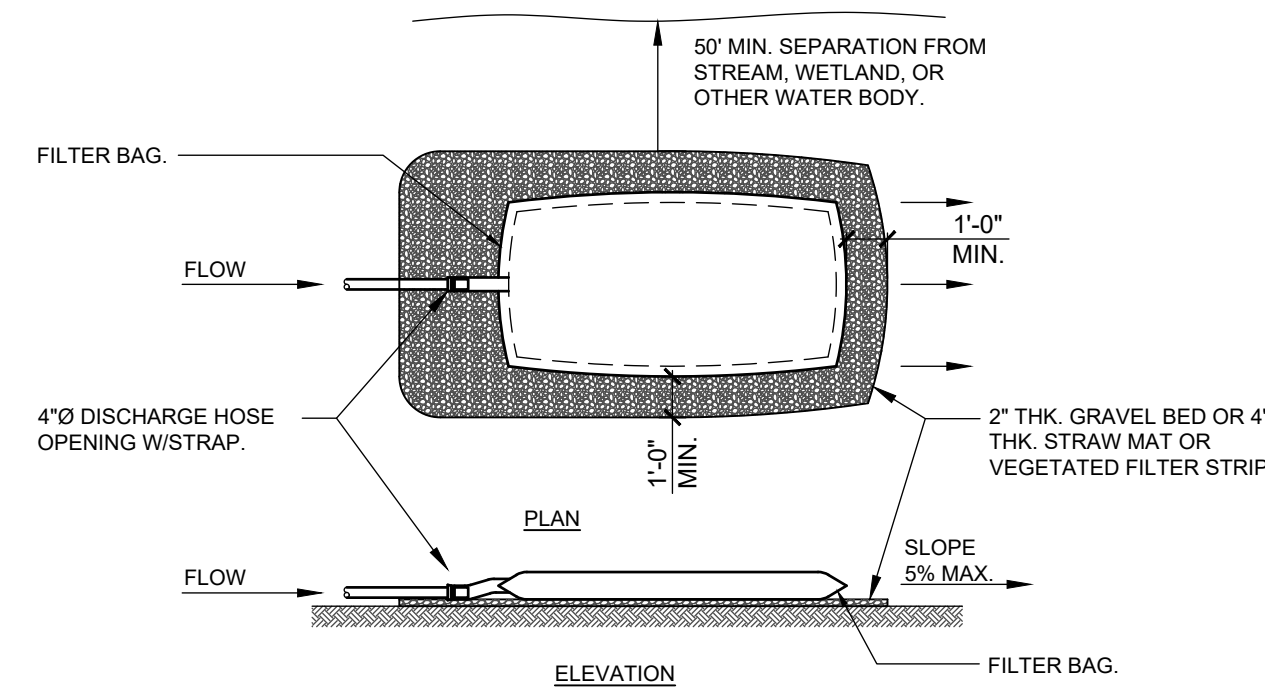 50' MIN. SEPARATION FROM
STREAM, WETLAND, OR
OTHER WATER BODY.
FILTER BAG.
1'-0"
MIN.
FLOW
4"Ø DISCHARGE HOSE
OPENING W/STRAP.
2" THK. GRAVEL BED OR 4'
THK. STRAW MAT OR
VEGETATED FILTER STRIP
1'-0"
MIN.
PLAN
SLOPE
5% MAX.
FLOW
FILTER BAG.
ELEVATION